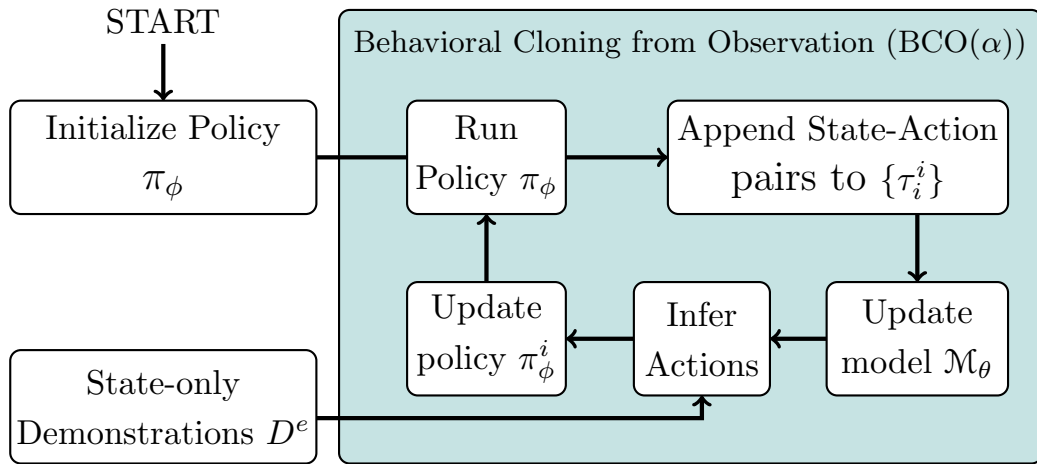 START
Behavioral Cloning from Observation (BCO(α))
Initialize Policy
π_ϕ
Run
Policy π_ϕ
Append State-Action
pairs to {τ_i^i}
Update
policy π_ϕ^i
Infer
Actions
Update
model ℳ_θ
State-only
Demonstrations D^e